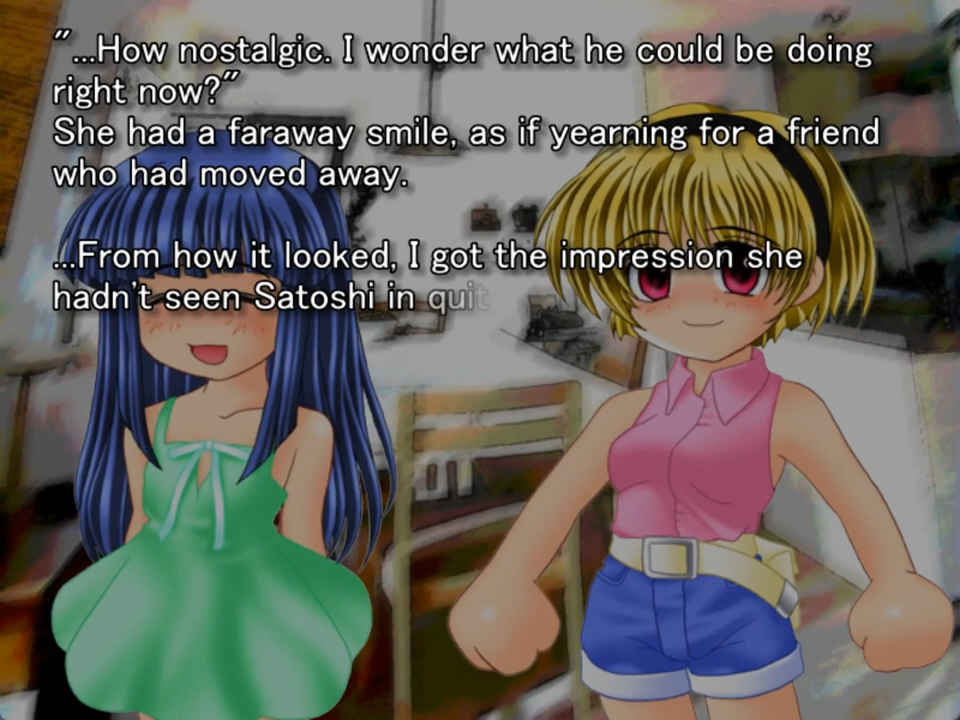 "...How nostalgic. I wonder what he could be doing
right now?"
She had a faraway smile, as if yearning for a friend
who had moved away.
...From how it looked, I got the impression she
hadn't seen Satoshi in quit